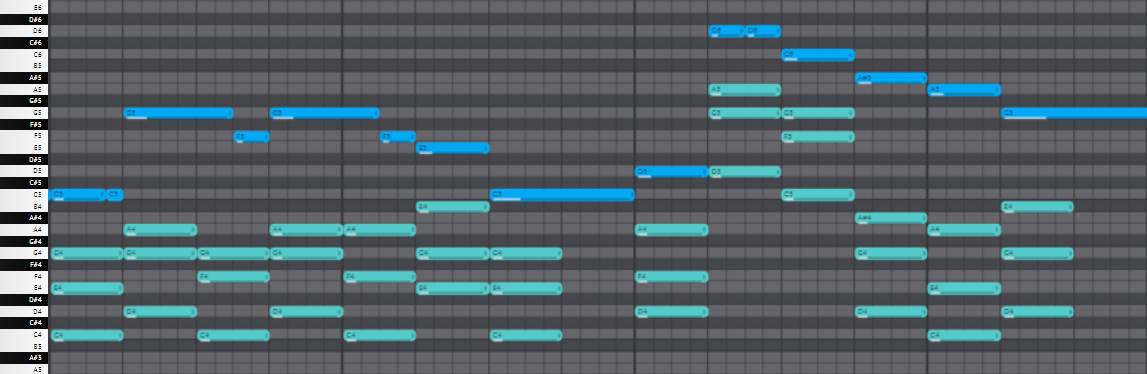 E6
D#6
D6 D6 D6
C#6
C6 C6
B5
A#5 A#5
A5 A5 A5
G#5
G5 G5 G5 G5 G5 G5
F#5
F5 F5 F5 F5
E5 E5
D#5
D5 D5 D5
C#5
C5 C5 C5 C5 C5
B4 B4 B4
A#4 A#4
A4 A4 A4 A4 A4 A4
G#4
G4 G4 G4 G4 G4 G4 G4 G4 G4
F#4
F4 F4 F4 F4
E4 E4 E4 E4 E4
D#4
D4 D4 D4 D4 D4 D4
C#4
C4 C4 C4 C4 C4 C4
B3
A#3
A3